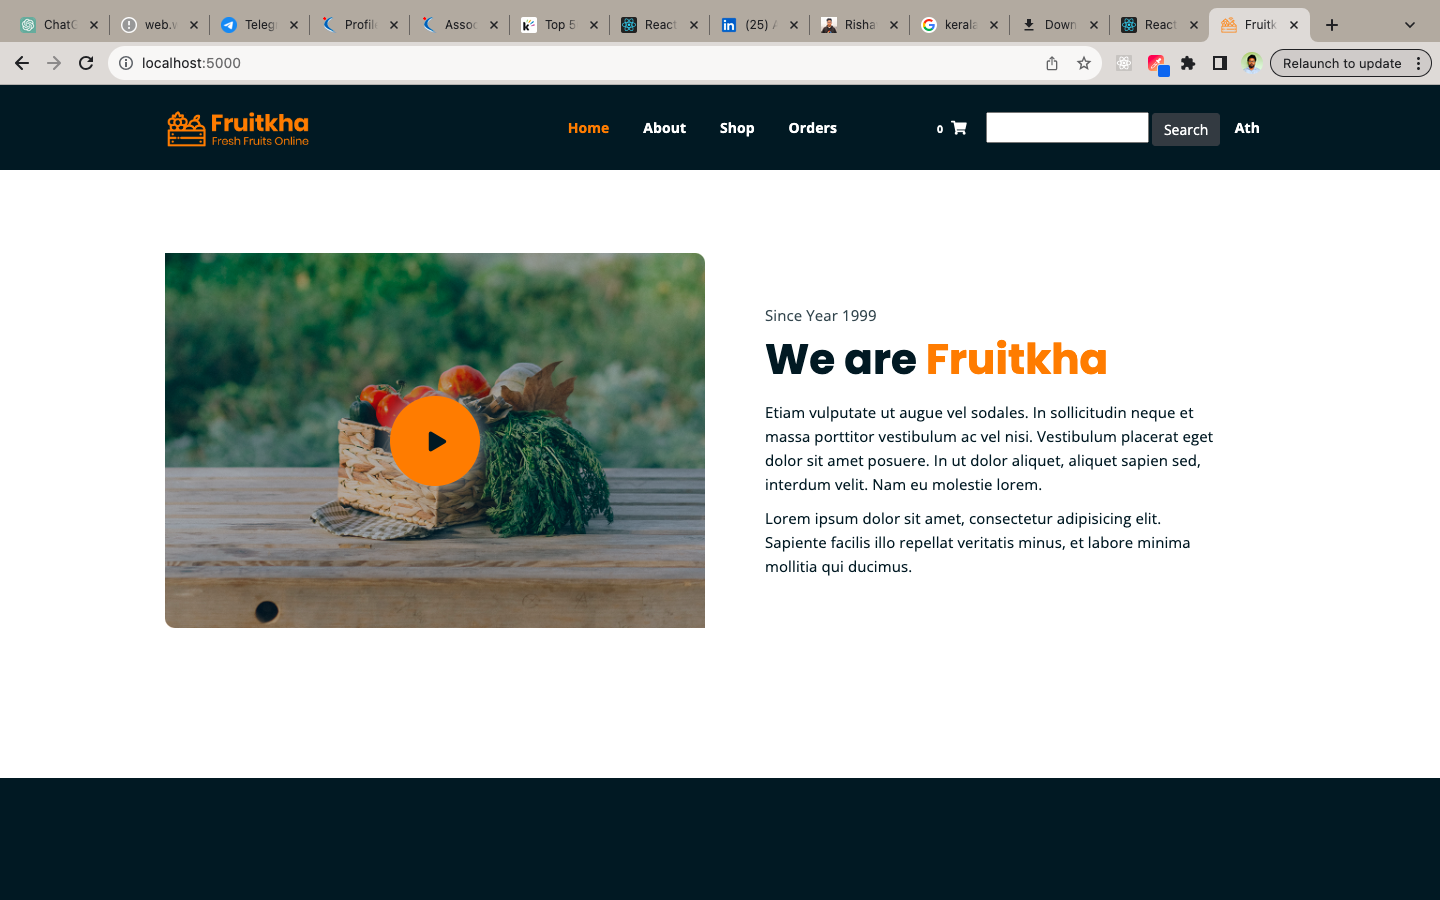 ChatG
web.w
Telegr
Profile
Assoc
Top 5
React
(25) A
Risha
kerala
Down
React
Fruitk
localhost:5000
Relaunch to update
Fruitkha
Fresh Fruits Online
Home
About
Shop
Orders
0
Search
Ath
Since Year 1999
We are Fruitkha
Etiam vulputate ut augue vel sodales. In sollicitudin neque et
massa porttitor vestibulum ac vel nisi. Vestibulum placerat eget
dolor sit amet posuere. In ut dolor aliquet, aliquet sapien sed,
interdum velit. Nam eu molestie lorem.
Lorem ipsum dolor sit amet, consectetur adipisicing elit.
Sapiente facilis illo repellat veritatis minus, et labore minima
mollitia qui ducimus.